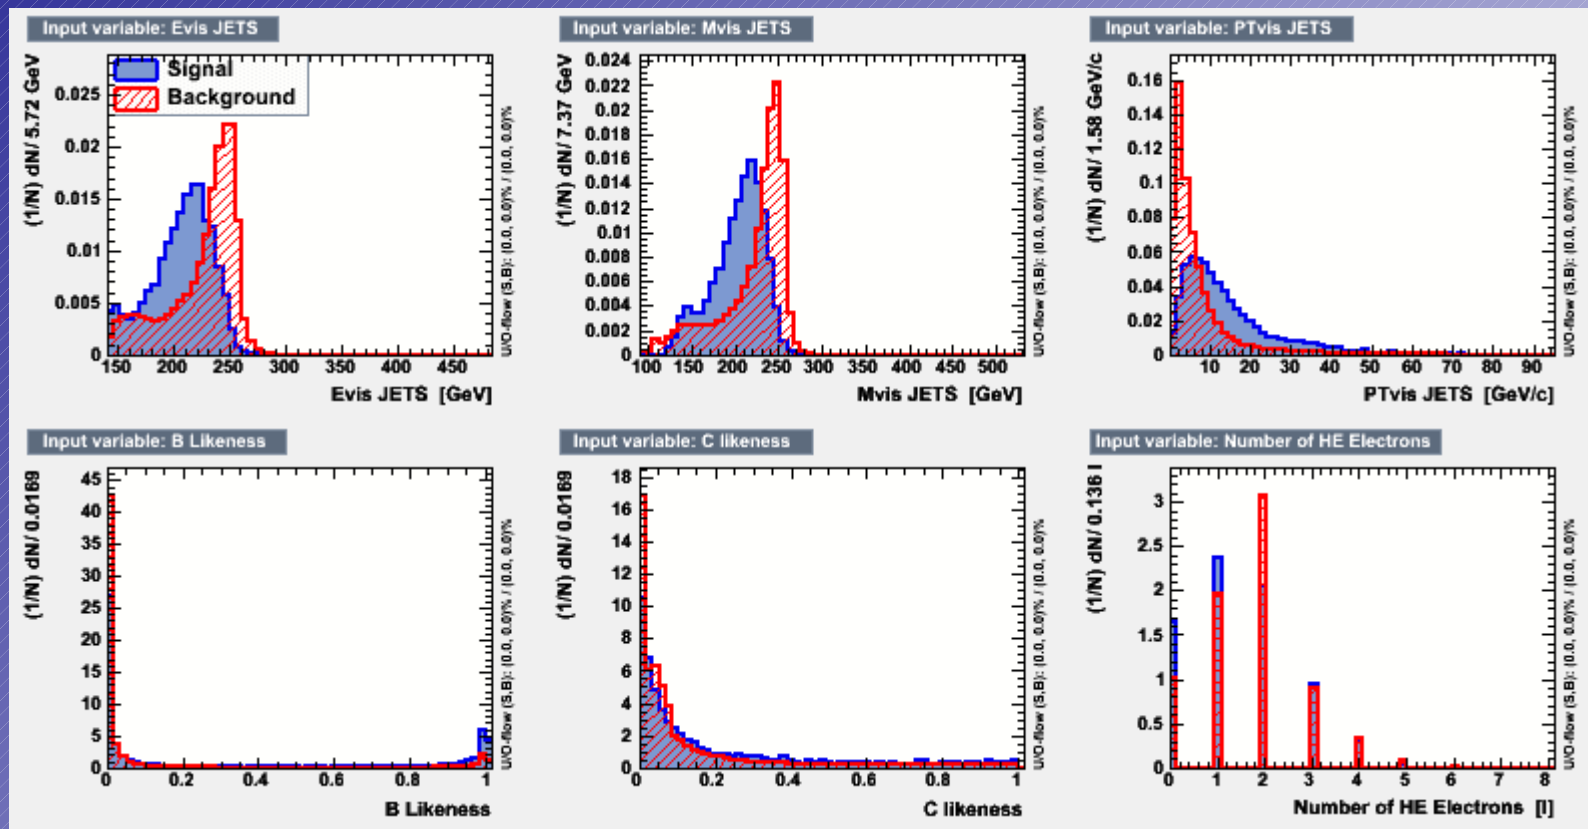 Input variable: Evis JETS
(1/N) dN/ 5.72 GeV
0.025
0.02
0.015
0.01
0.005
0
Signal
Background
150 200 250 300 350 400 450
Evis JETS [GeV]
U/O-flow (S,B): (0.0, 0.0)% / (0.0, 0.0)%
Input variable: Mvis JETS
(1/N) dN/ 7.37 GeV
0.024
0.022
0.02
0.018
0.016
0.014
0.012
0.01
0.008
0.006
0.004
0.002
0
100 150 200 250 300 350 400 450 500
Mvis JETS [GeV]
U/O-flow (S,B): (0.0, 0.0)% / (0.0, 0.0)%
Input variable: PTvis JETS
(1/N) dN/ 1.58 GeV/c
0.16
0.14
0.12
0.1
0.08
0.06
0.04
0.02
0
10 20 30 40 50 60 70 80 90
PTvis JETS [GeV/c]
U/O-flow (S,B): (0.0, 0.0)% / (0.0, 0.0)%
Input variable: B Likeness
(1/N) dN/ 0.0169
45
40
35
30
25
20
15
10
5
0
0 0.2 0.4 0.6 0.8 1
B Likeness
U/O-flow (S,B): (0.0, 0.0)% / (0.0, 0.0)%
Input variable: C likeness
(1/N) dN/ 0.0169
18
16
14
12
10
8
6
4
2
0
0 0.2 0.4 0.6 0.8 1
C likeness
U/O-flow (S,B): (0.0, 0.0)% / (0.0, 0.0)%
Input variable: Number of HE Electrons
(1/N) dN/ 0.136 I
3
2.5
2
1.5
1
0.5
0
0 1 2 3 4 5 6 7 8
Number of HE Electrons [I]
U/O-flow (S,B): (0.0, 0.0)% / (0.0, 0.0)%